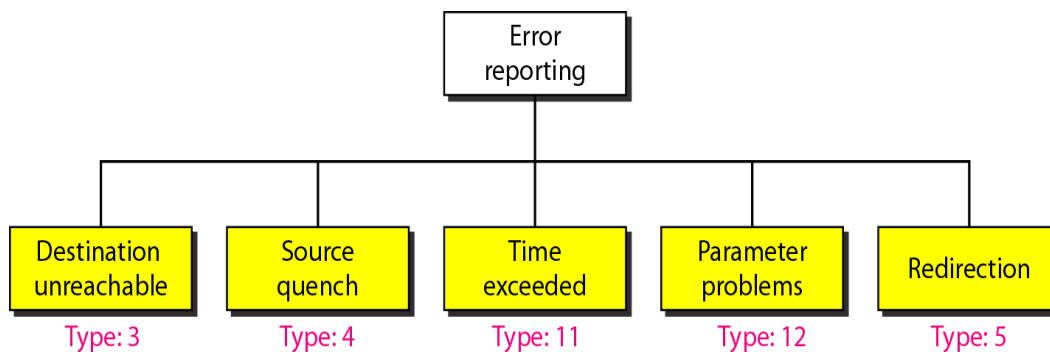 Error
reporting
Destination
unreachable
Source
quench
Time
exceeded
Parameter
problems
Redirection
Type: 3
Type: 4
Type: 11
Type: 12
Type: 5